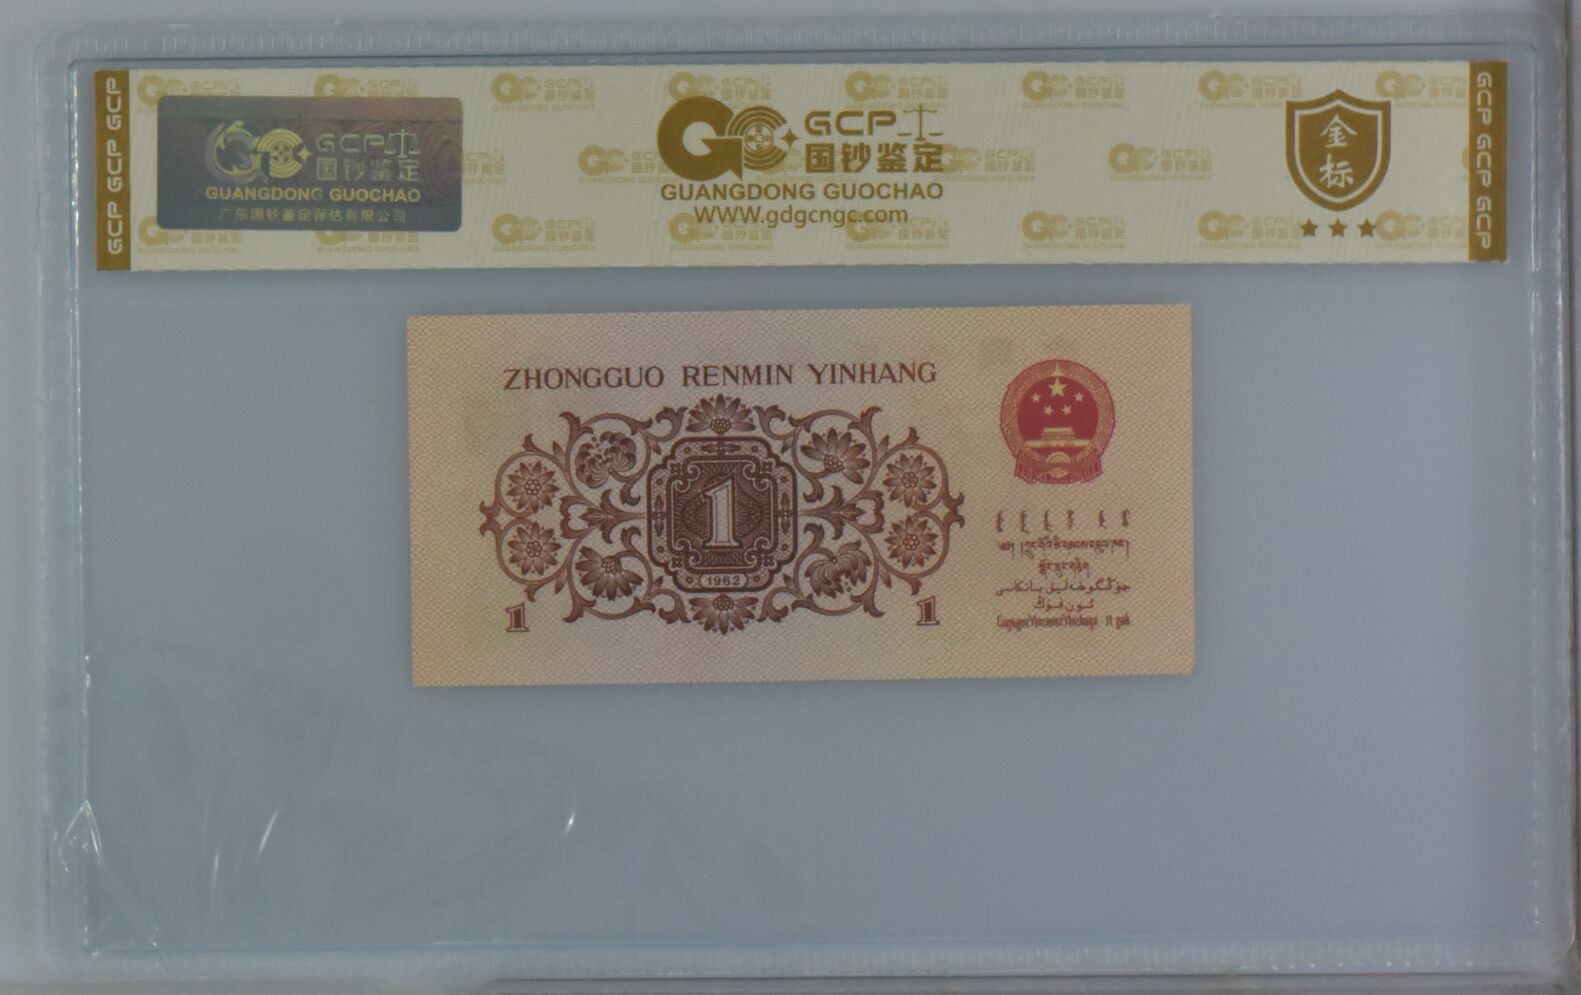 GCP GCP GCP
GCP
国钞鉴定
GUANGDONG GUOCHAO
广东国钞鉴定评估有限公司
GCP
国钞鉴定
GUANGDONG GUOCHAO
WWW.gdgcngc.com
金
标
GCP GCP GCP
ZHONGGUO RENMIN YINHANG
1
1962
1
1